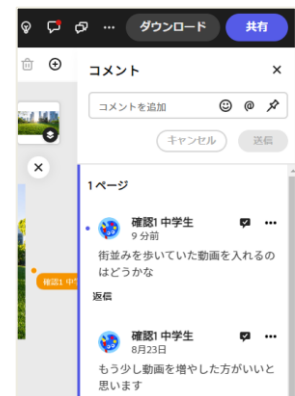 ダウンロード
共有
コメント
コメントを追加
キャンセル
送信
1ページ
確認1 中学生
9 分前
街並みを歩いていた動画を入れるの
はどうかな
返信
確認1 中
確認1 中学生
8月23日
もう少し動画を増やした方がいいと
思います